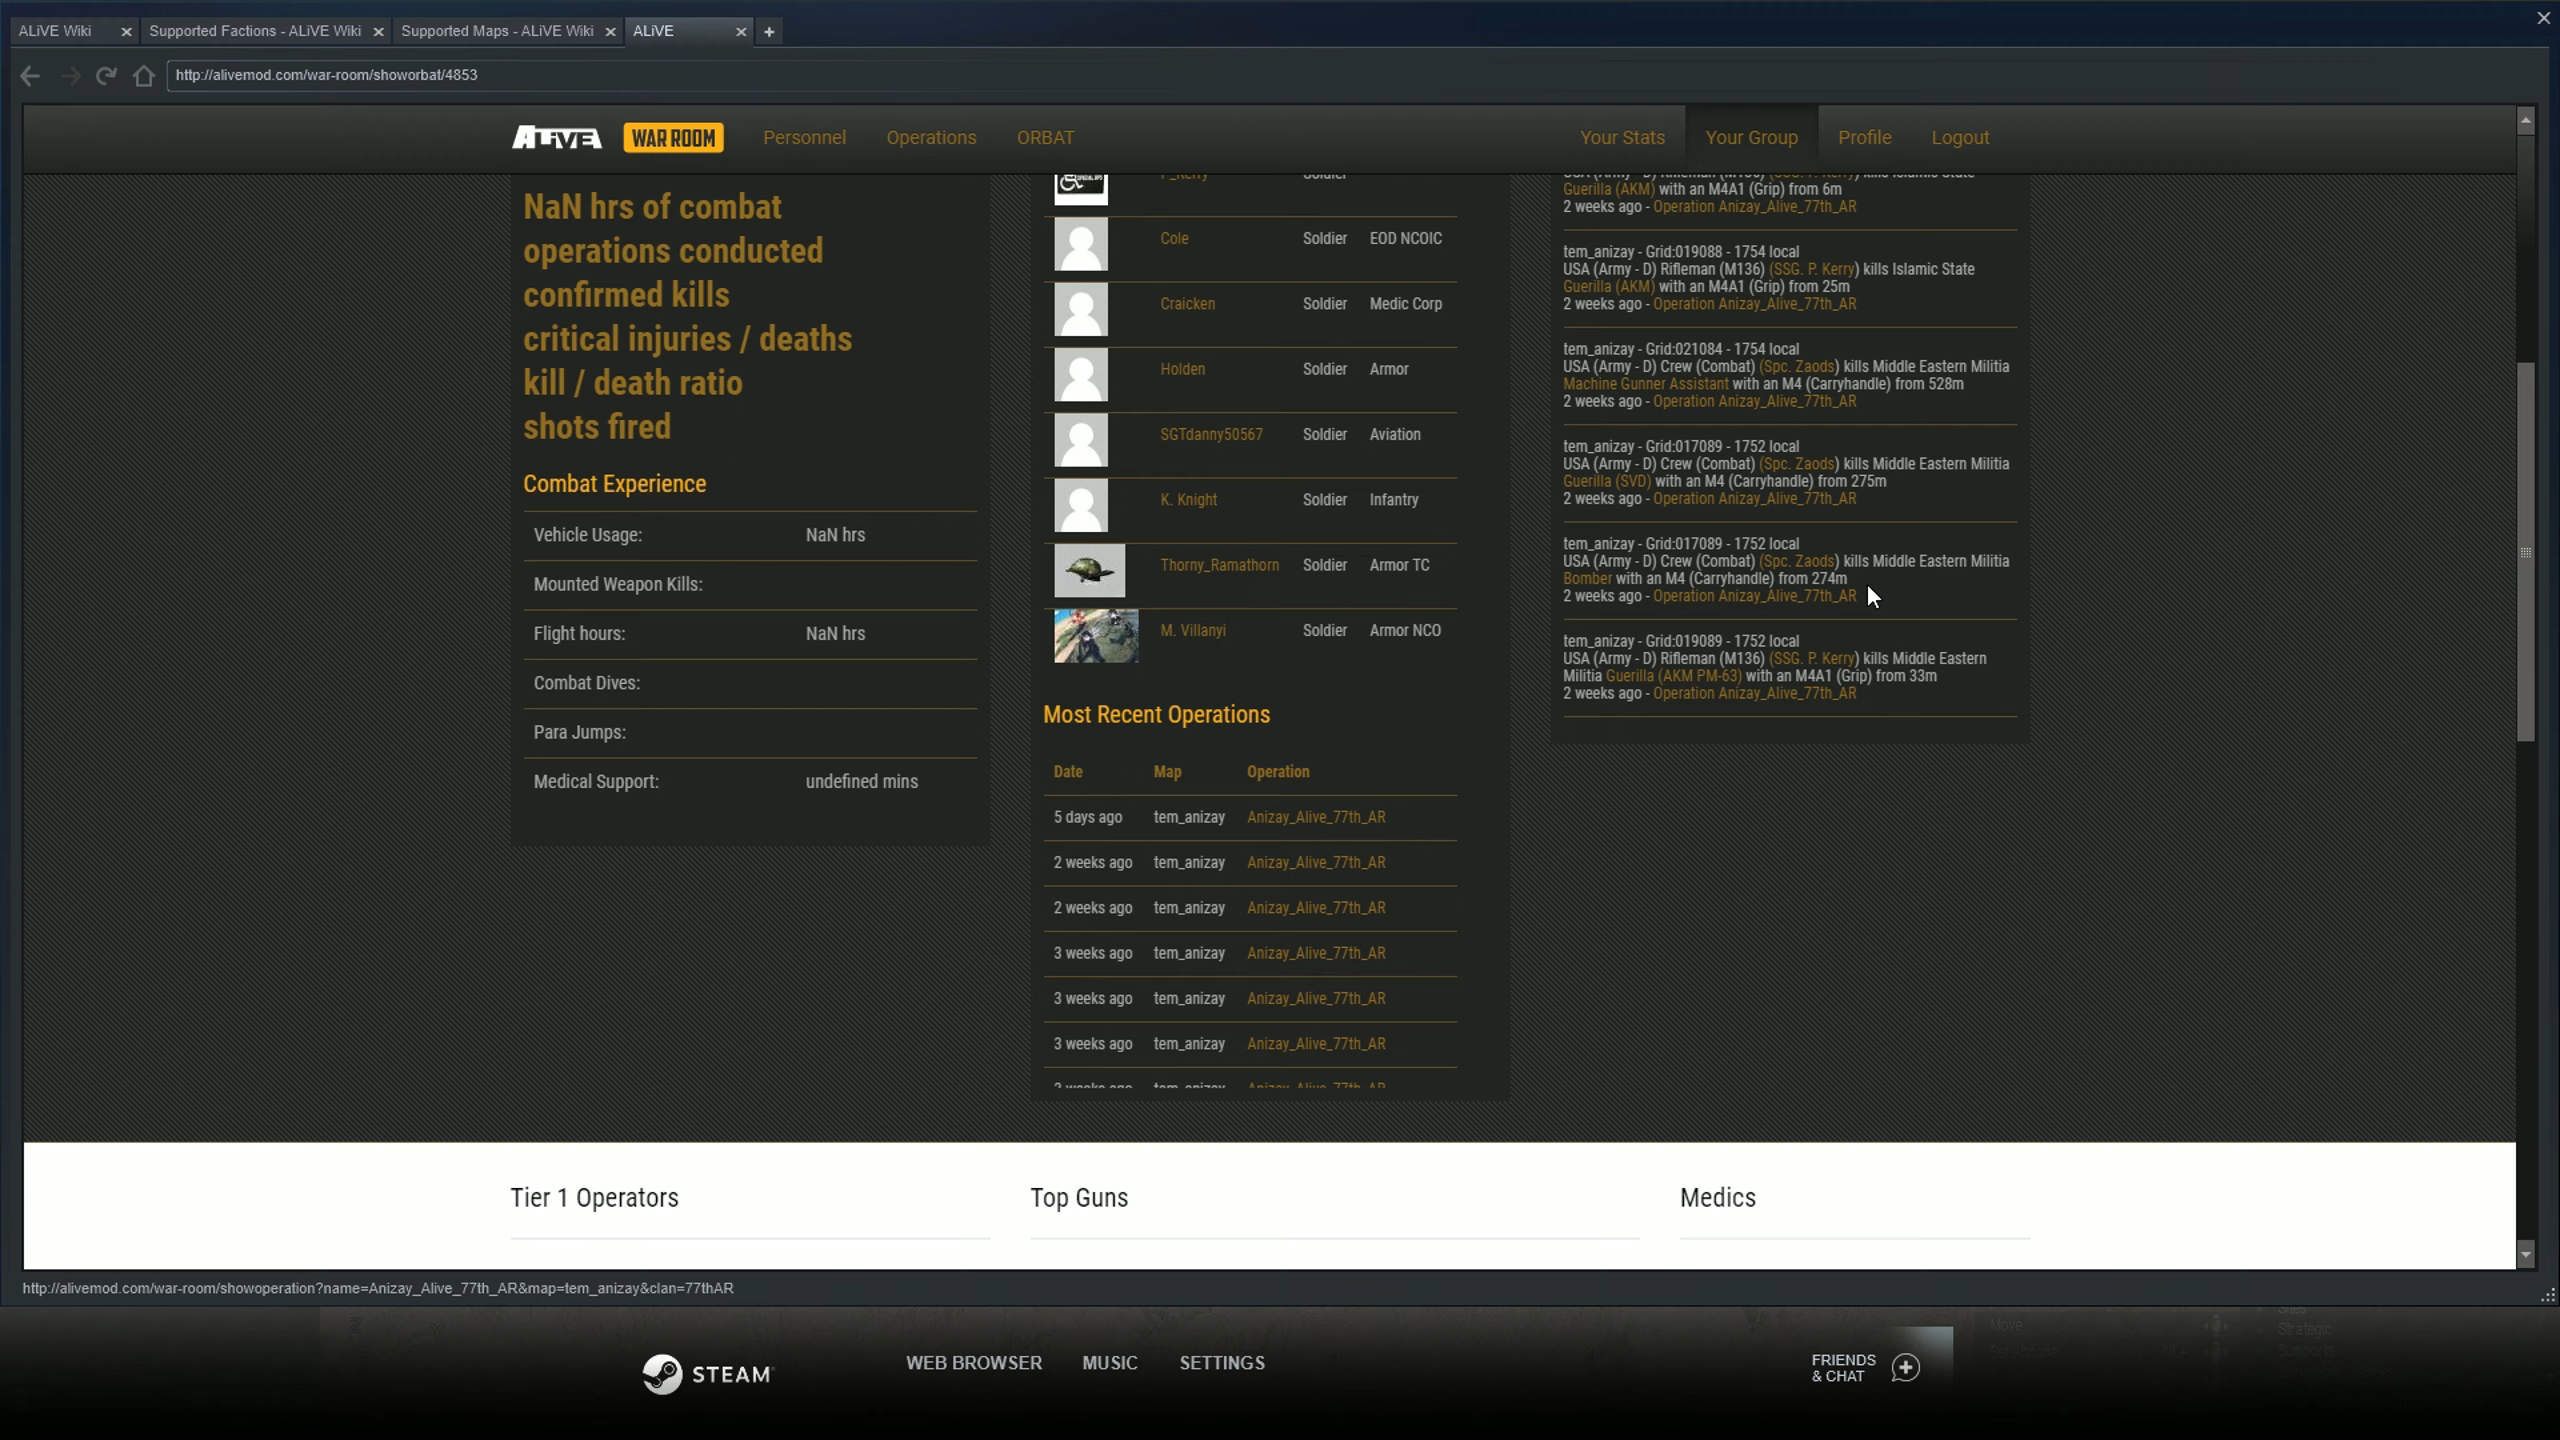 ALiVE Wiki
Supported Factions - ALiVE Wiki
Supported Maps - ALiVE Wiki
ALiVE
http://alivemod.com/war-room/showorbat/4853
ALiVE
WAR ROOM
Personnel
Operations
ORBAT
Your Stats
Your Group
Profile
Logout
NaN hrs of combat
operations conducted
confirmed kills
critical injuries / deaths
kill / death ratio
shots fired
Combat Experience
Vehicle Usage: NaN hrs
Mounted Weapon Kills:
Flight hours: NaN hrs
Combat Dives:
Para Jumps:
Medical Support: undefined mins
Cole Soldier EOD NCOIC
Craicken Soldier Medic Corp
Holden Soldier Armor
SGTdanny50567 Soldier Aviation
K. Knight Soldier Infantry
Thorny_Ramathorn Soldier Armor TC
M. Villanyi Soldier Armor NCO
Most Recent Operations
Date Map Operation
5 days ago tem_anizay Anizay_Alive_77th_AR
2 weeks ago tem_anizay Anizay_Alive_77th_AR
2 weeks ago tem_anizay Anizay_Alive_77th_AR
3 weeks ago tem_anizay Anizay_Alive_77th_AR
3 weeks ago tem_anizay Anizay_Alive_77th_AR
3 weeks ago tem_anizay Anizay_Alive_77th_AR
Guerilla (AKM) with an M4A1 (Grip) from 6m
2 weeks ago - Operation Anizay_Alive_77th_AR
tem_anizay - Grid:019088 - 1754 local
USA (Army - D) Rifleman (M136) (SSG. P. Kerry) kills Islamic State
Guerilla (AKM) with an M4A1 (Grip) from 25m
2 weeks ago - Operation Anizay_Alive_77th_AR
tem_anizay - Grid:021084 - 1754 local
USA (Army - D) Crew (Combat) (Spc. Zaods) kills Middle Eastern Militia
Machine Gunner Assistant with an M4 (Carryhandle) from 528m
2 weeks ago - Operation Anizay_Alive_77th_AR
tem_anizay - Grid:017089 - 1752 local
USA (Army - D) Crew (Combat) (Spc. Zaods) kills Middle Eastern Militia
Guerilla (SVD) with an M4 (Carryhandle) from 275m
2 weeks ago - Operation Anizay_Alive_77th_AR
tem_anizay - Grid:017089 - 1752 local
USA (Army - D) Crew (Combat) (Spc. Zaods) kills Middle Eastern Militia
Bomber with an M4 (Carryhandle) from 274m
2 weeks ago - Operation Anizay_Alive_77th_AR
tem_anizay - Grid:019089 - 1752 local
USA (Army - D) Rifleman (M136) (SSG. P. Kerry) kills Middle Eastern
Militia Guerilla (AKM PM-63) with an M4A1 (Grip) from 33m
2 weeks ago - Operation Anizay_Alive_77th_AR
Tier 1 Operators
Top Guns
Medics
http://alivemod.com/war-room/showoperation?name=Anizay_Alive_77th_AR&map=tem_anizay&clan=77thAR
STEAM
WEB BROWSER
MUSIC
SETTINGS
FRIENDS
& CHAT
Move
Strategic